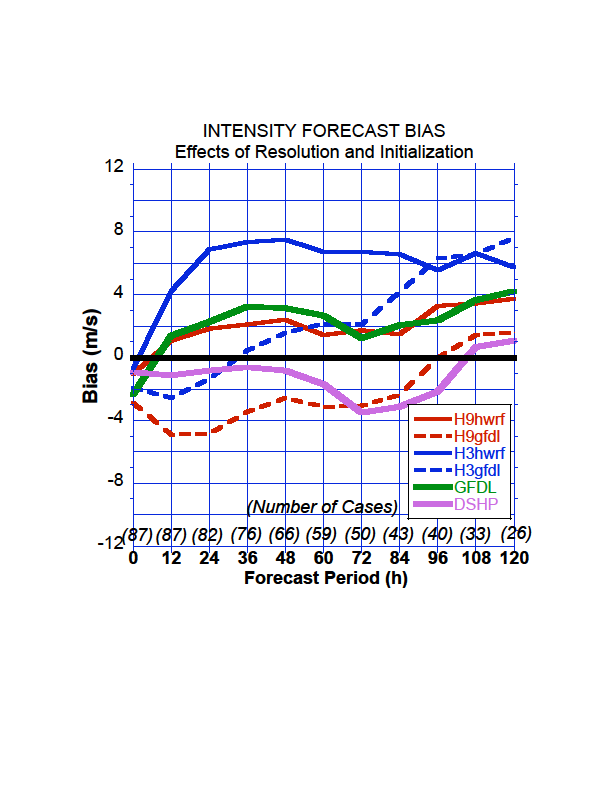 INTENSITY FORECAST BIAS
Effects of Resolution and Initialization
12
8
4
0
-4
-8
-12
Bias (m/s)
H9hwrf
H9gfdl
H3hwrf
H3gfdl
GFDL
DSHP
(Number of Cases)
(87) (87) (82) (76) (66) (59) (50) (43) (40) (33) (26)
0 12 24 36 48 60 72 84 96 108 120
Forecast Period (h)